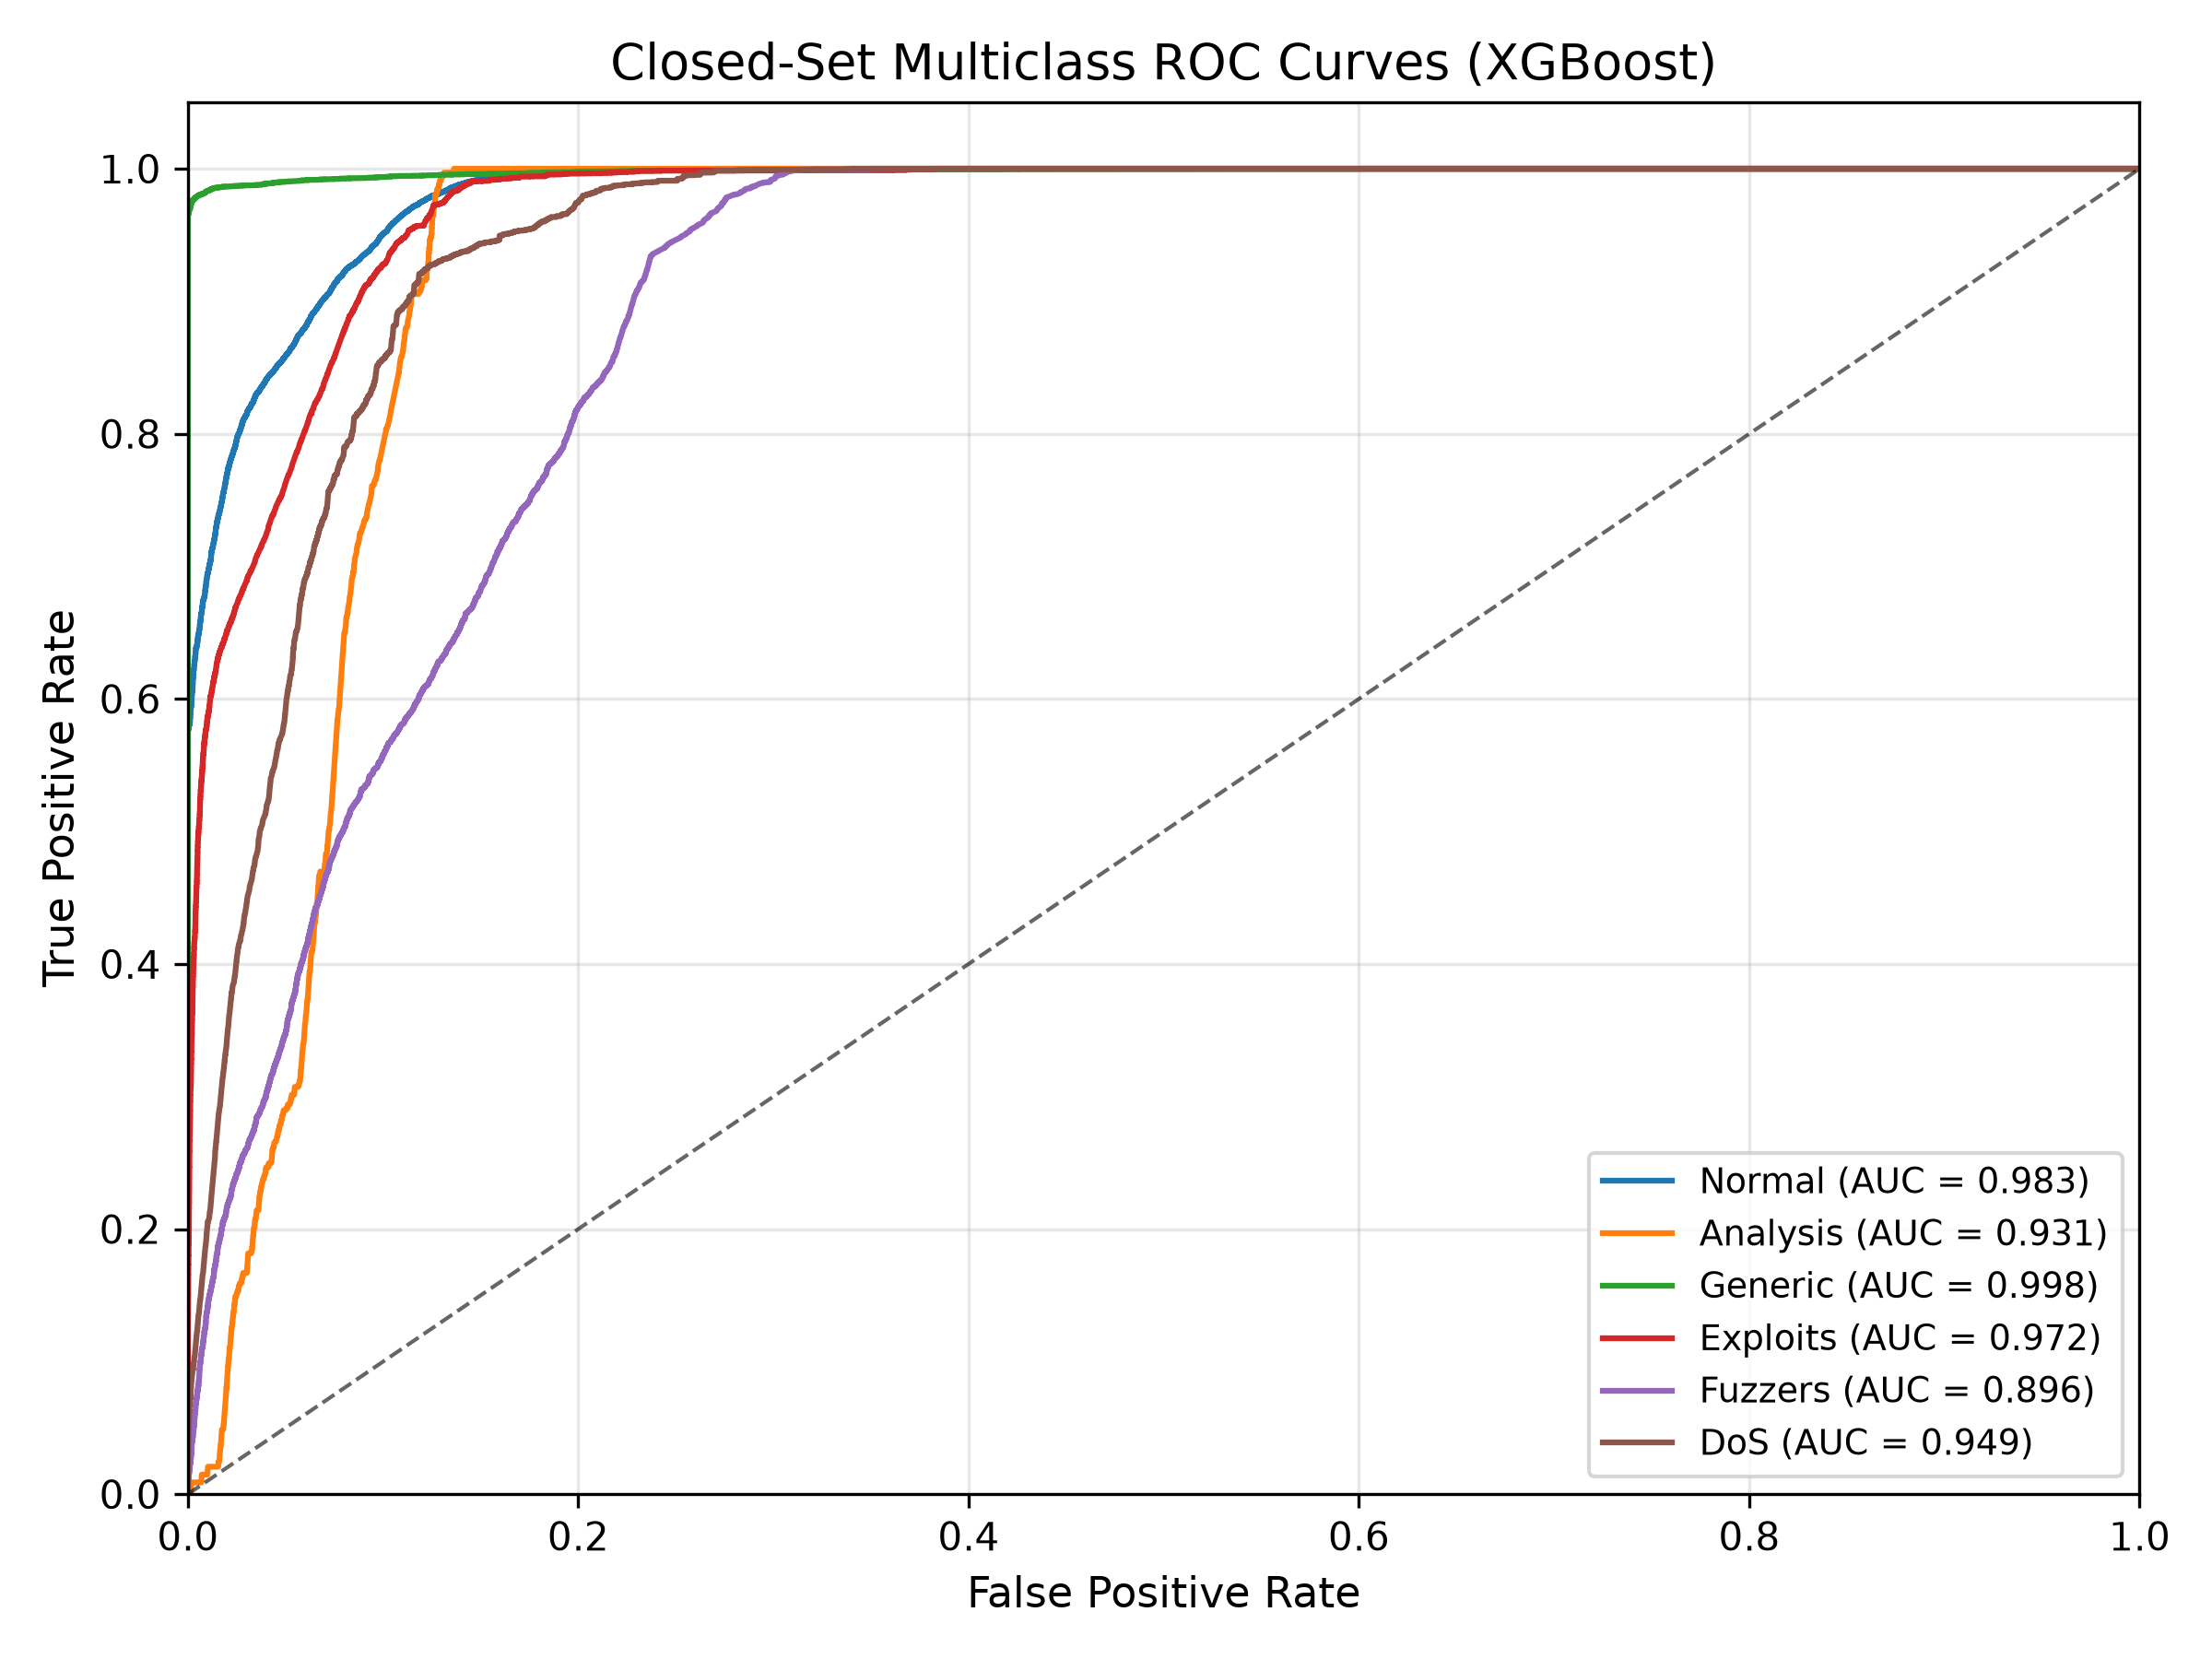 Closed-Set Multiclass ROC Curves (XGBoost)
1.0
0.8
0.6
0.4
0.2
0.0
True Positive Rate
0.0 0.2 0.4 0.6 0.8 1.0
False Positive Rate
Normal (AUC = 0.983)
Analysis (AUC = 0.931)
Generic (AUC = 0.998)
Exploits (AUC = 0.972)
Fuzzers (AUC = 0.896)
DoS (AUC = 0.949)